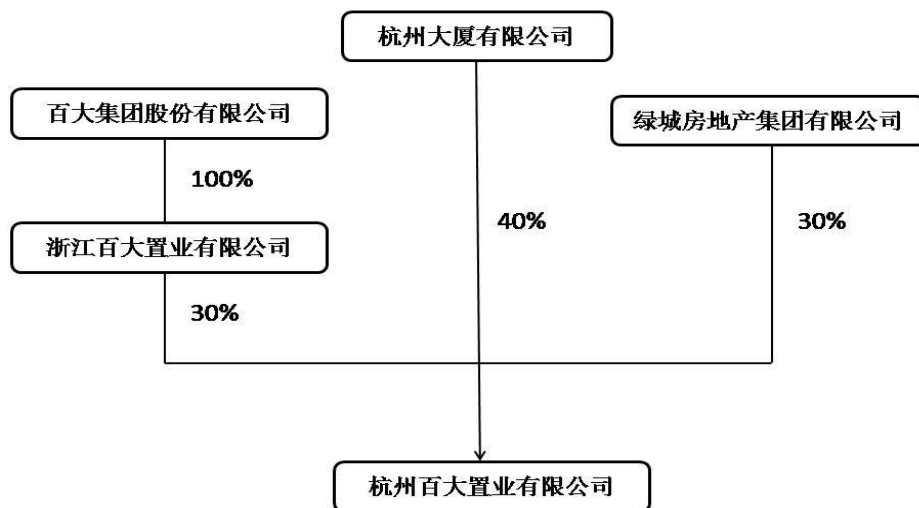 杭州大厦有限公司
百大集团股份有限公司
绿城房地产集团有限公司
100%
40%
30%
浙江百大置业有限公司
30%
杭州百大置业有限公司